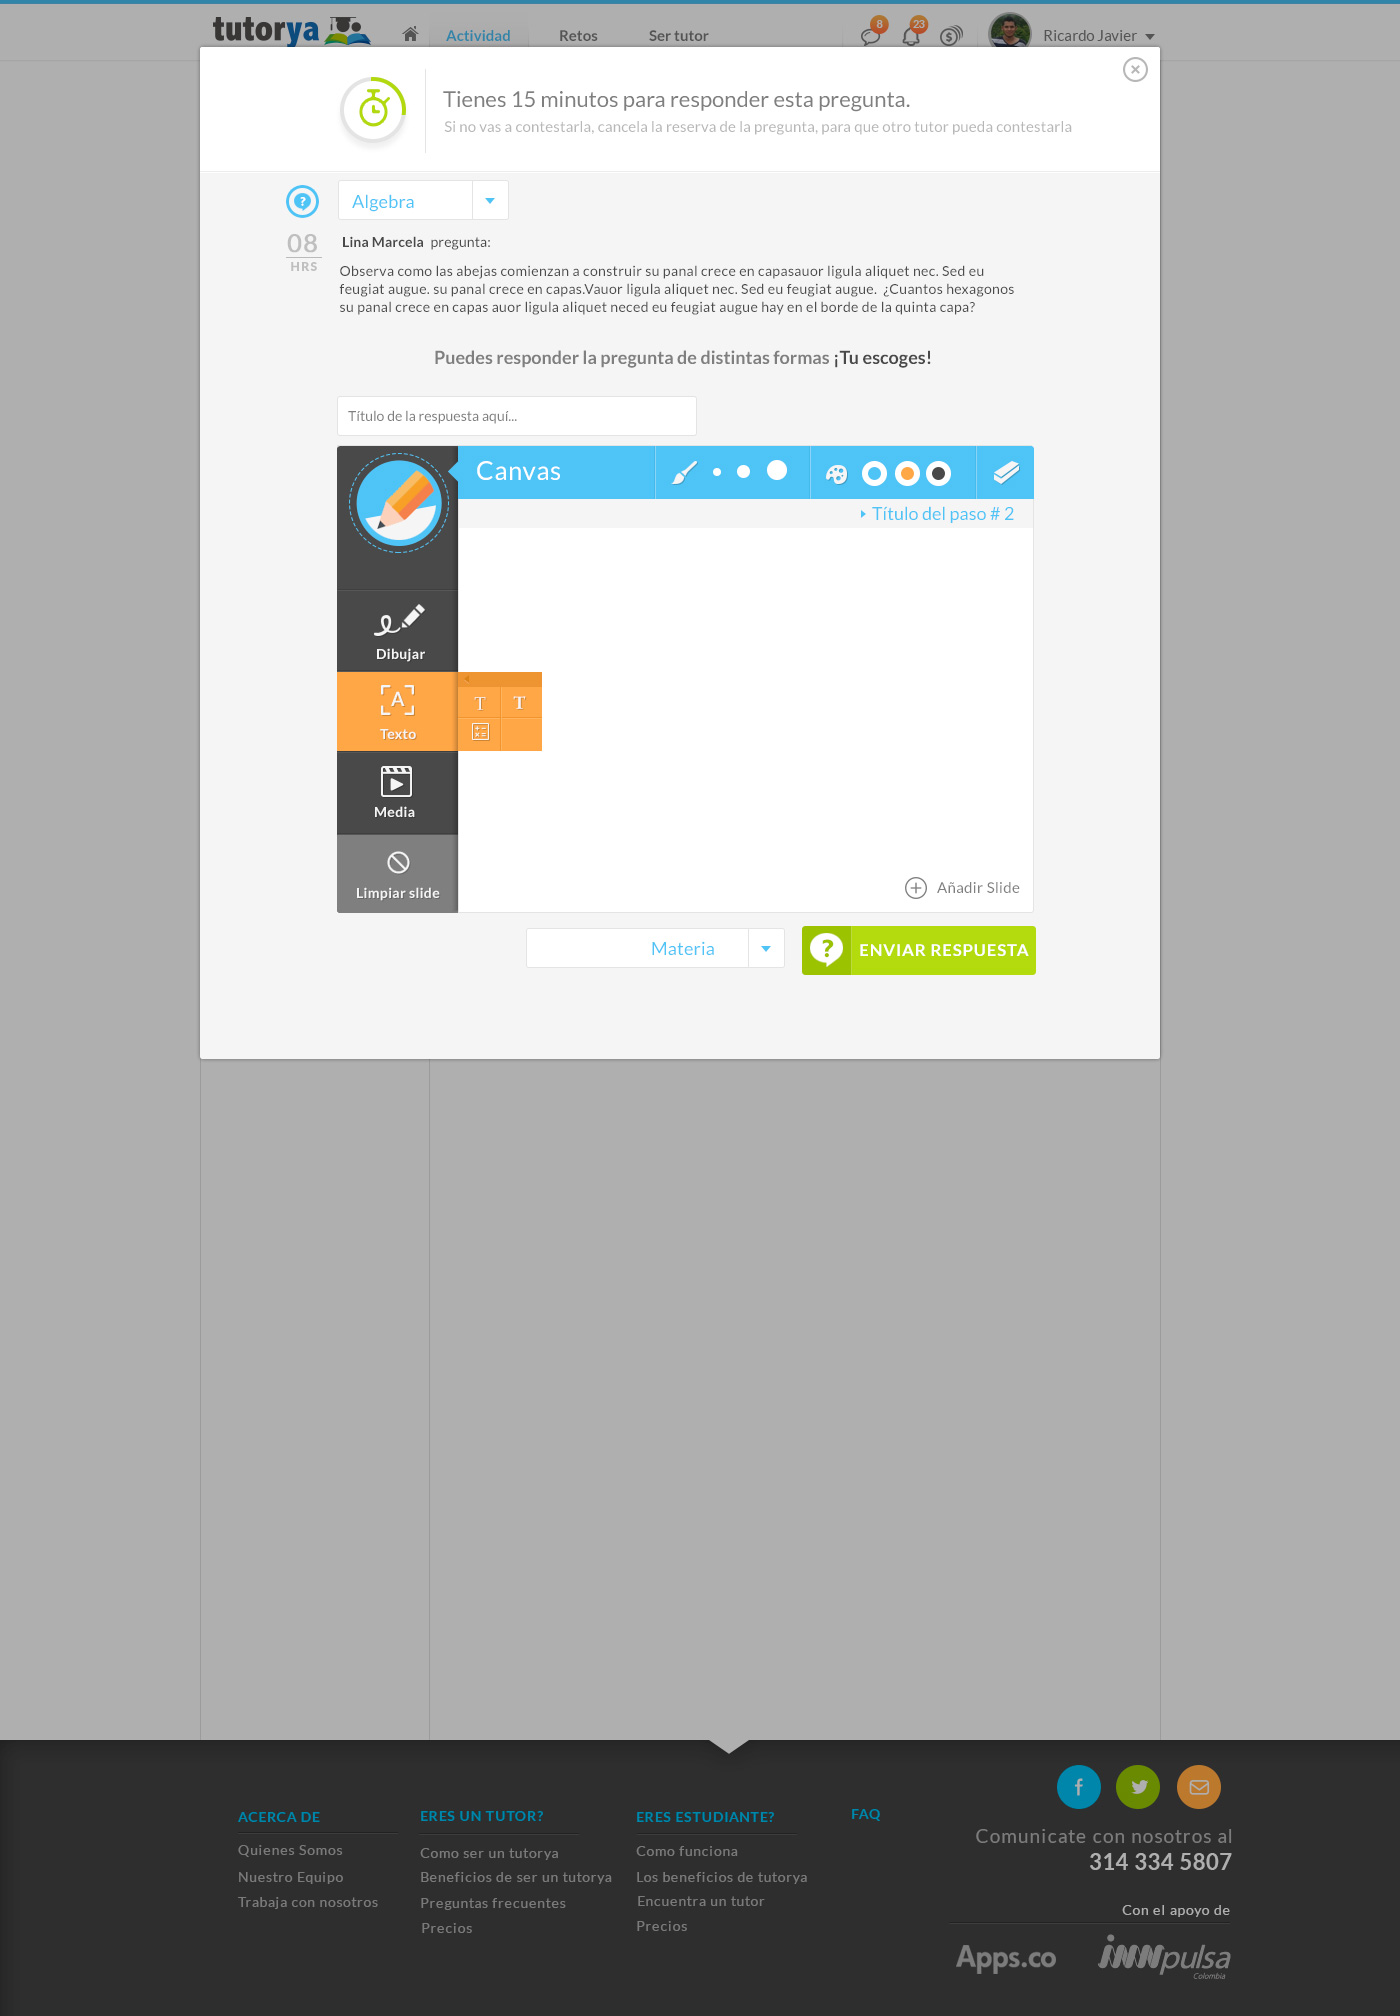 tutorya
Actividad
Retos
Ser tutor
8
23
Ricardo Javier
Tienes 15 minutos para responder esta pregunta.
Si no vas a contestarla, cancela la reserva de la pregunta, para que otro tutor pueda contestarla
Algebra
08
HRS
Lina Marcela pregunta:
Observa como las abejas comienzan a construir su panal crece en capasauor ligula aliquet nec. Sed eu
feugiat augue. su panal crece en capas.Vauor ligula aliquet nec. Sed eu feugiat augue. ¿Cuantos hexagonos
su panal crece en capas auor ligula aliquet neced eu feugiat augue hay en el borde de la quinta capa?
Puedes responder la pregunta de distintas formas ¡Tu escoges!
Título de la respuesta aquí...
Canvas
Título del paso # 2
Dibujar
A
Texto
T T
Media
Limpiar slide
Añadir Slide
Materia
ENVIAR RESPUESTA
ACERCA DE
Quienes Somos
Nuestro Equipo
Trabaja con nosotros
ERES UN TUTOR?
Como ser un tutorya
Beneficios de ser un tutorya
Preguntas frecuentes
Precios
ERES ESTUDIANTE?
Como funciona
Los beneficios de tutorya
Encuentra un tutor
Precios
FAQ
Comunicate con nosotros al
314 334 5807
Con el apoyo de
Apps.co
innpulsa
Colombia